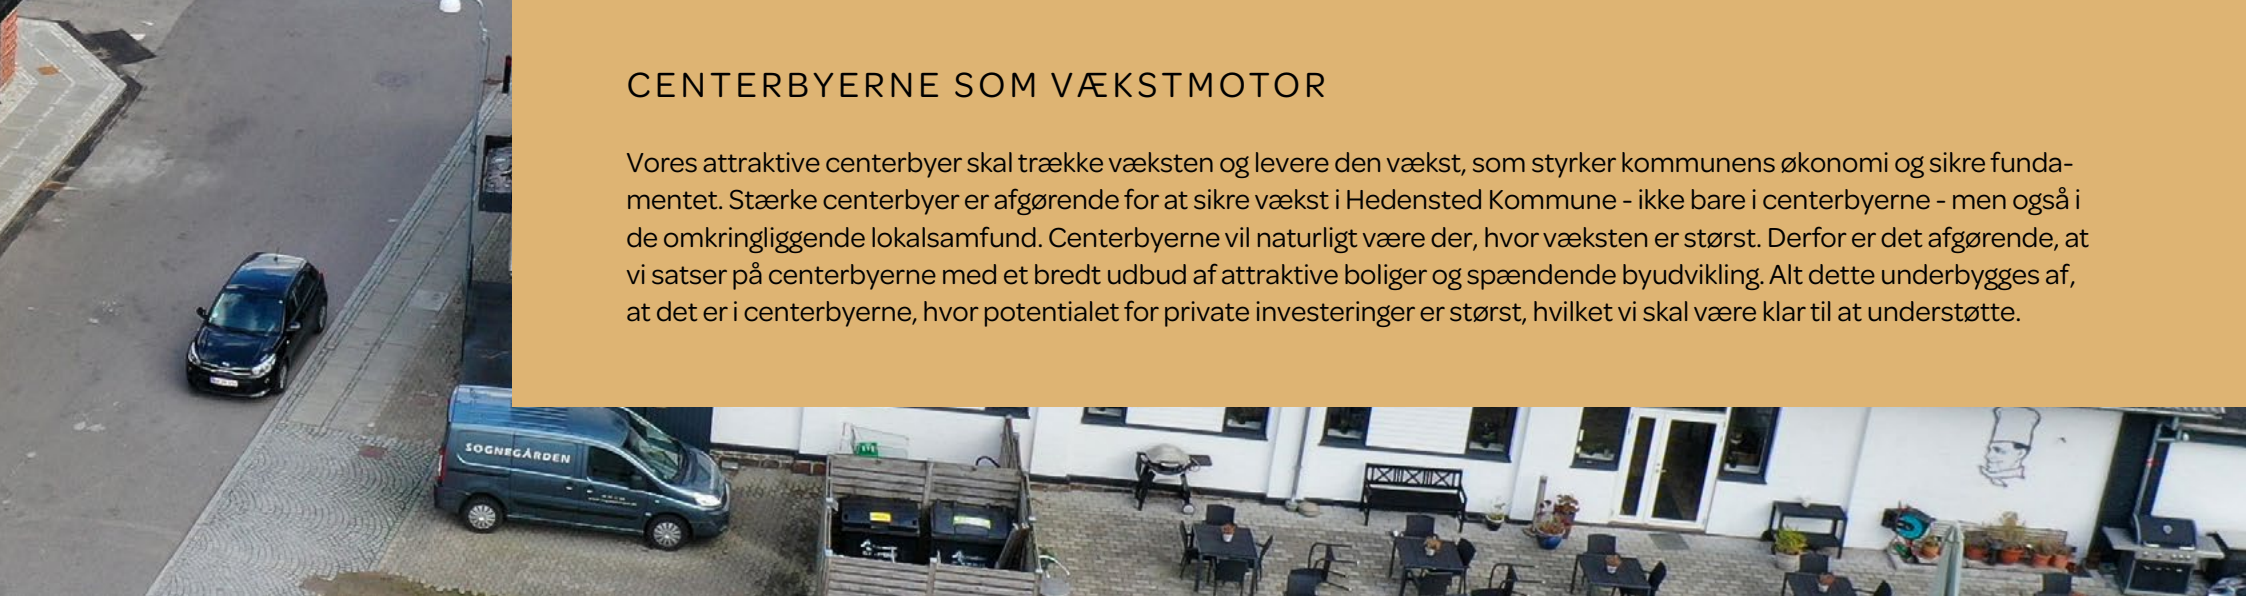 CENTERBYERNE SOM VÆKSTMOTOR
Vores attraktive centerbyer skal trække væksten og levere den vækst, som styrker kommunens økonomi og sikre funda-
mentet. Stærke centerbyer er afgørende for at sikre vækst i Hedensted Kommune - ikke bare i centerbyerne - men også i
de omkringliggende lokalsamfund. Centerbyerne vil naturligt være der, hvor væksten er størst. Derfor er det afgørende, at
vi satser på centerbyerne med et bredt udbud af attraktive boliger og spændende byudvikling. Alt dette underbygges af,
at det er i centerbyerne, hvor potentialet for private investeringer er størst, hvilket vi skal være klar til at understøtte.
SOGNEGÅRDEN